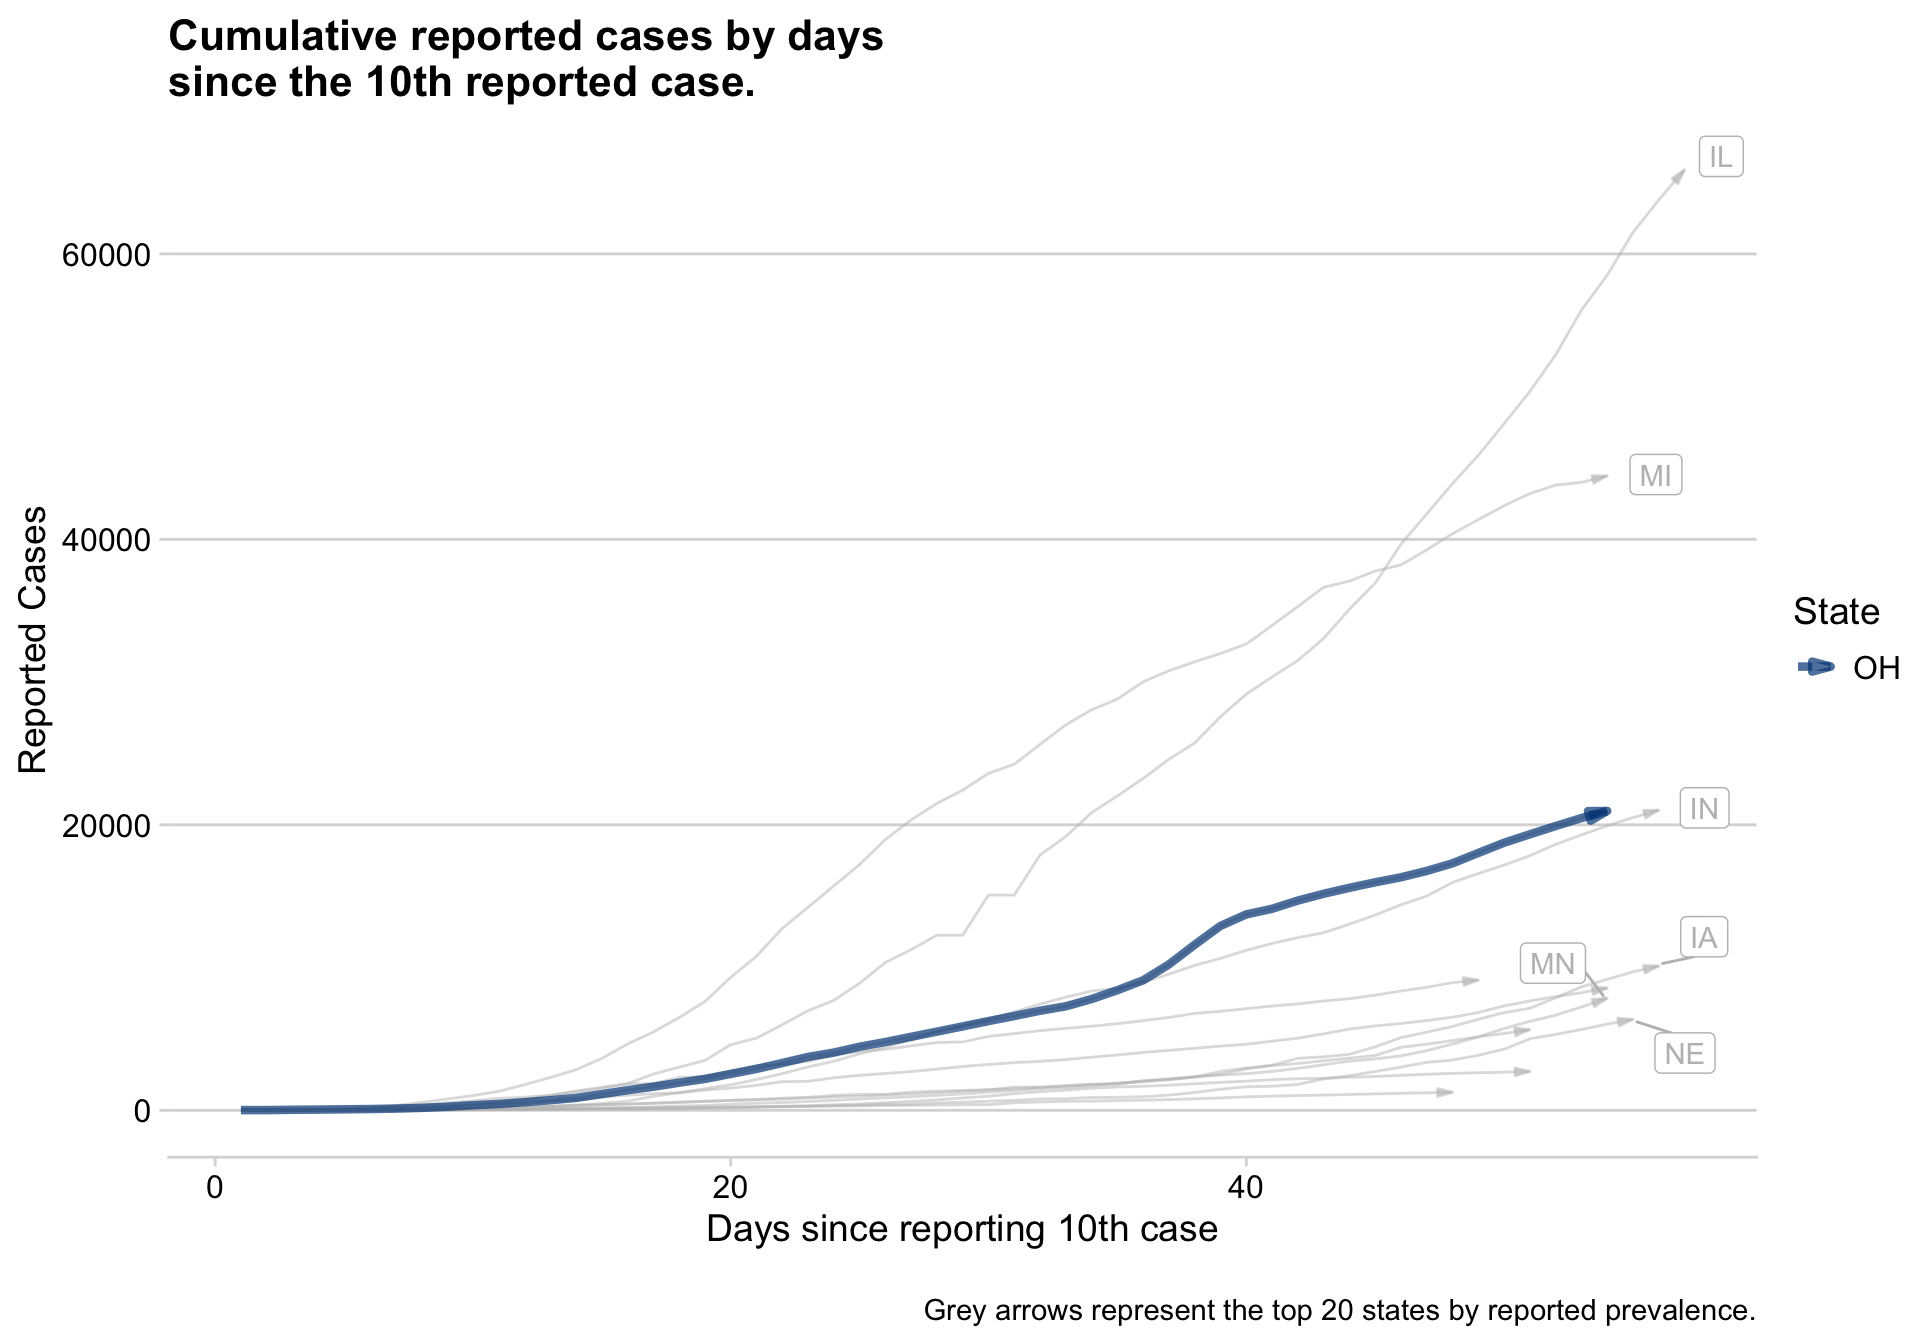 Cumulative reported cases by days
since the 10th reported case.
Reported Cases
60000
40000
20000
0
IL
MI
IN
IA
MN
NE
State
OH
0
20
40
Days since reporting 10th case
Grey arrows represent the top 20 states by reported prevalence.